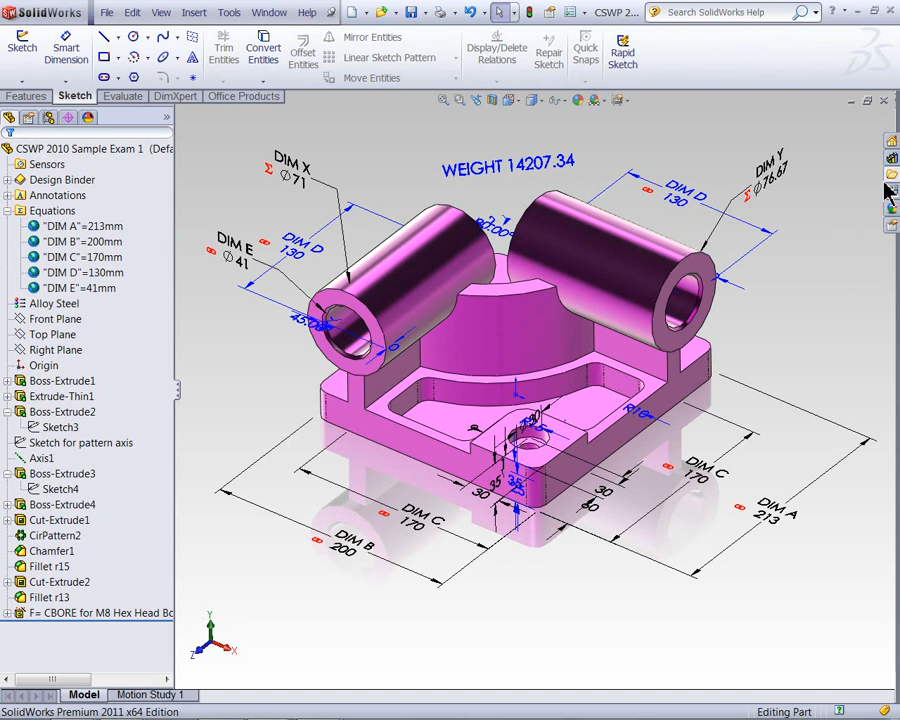 SolidWorks
File Edit View Insert Tools Window Help
CSWP 2...
Search SolidWorks Help
Sketch
Smart Dimension
Trim Entities
Convert Entities
Offset Entities
Mirror Entities
Linear Sketch Pattern
Move Entities
Display/Delete Relations
Repair Sketch
Quick Snaps
Rapid Sketch
Features Sketch Evaluate DimXpert Office Products
CSWP 2010 Sample Exam 1 (Defa
Sensors
Design Binder
Annotations
Equations
"DIM A"=213mm
"DIM B"=200mm
"DIM C"=170mm
"DIM D"=130mm
"DIM E"=41mm
Alloy Steel
Front Plane
Top Plane
Right Plane
Origin
Boss-Extrude1
Extrude-Thin1
Boss-Extrude2
Sketch3
Sketch for pattern axis
Axis1
Boss-Extrude3
Sketch4
Boss-Extrude4
Cut-Extrude1
CirPattern2
Chamfer1
Fillet r15
Cut-Extrude2
Fillet r13
F= CBORE for M8 Hex Head Bo
WEIGHT 14207.34
DIM X
Σ Ø71
DIM Y
Σ Ø76.67
DIM D
130
DIM D
130
DIM E
Ø41
30
30
60
DIM C
170
DIM C
170
DIM A
213
DIM B
200
Y
X
Z
Model Motion Study 1
SolidWorks Premium 2011 x64 Edition
Editing Part